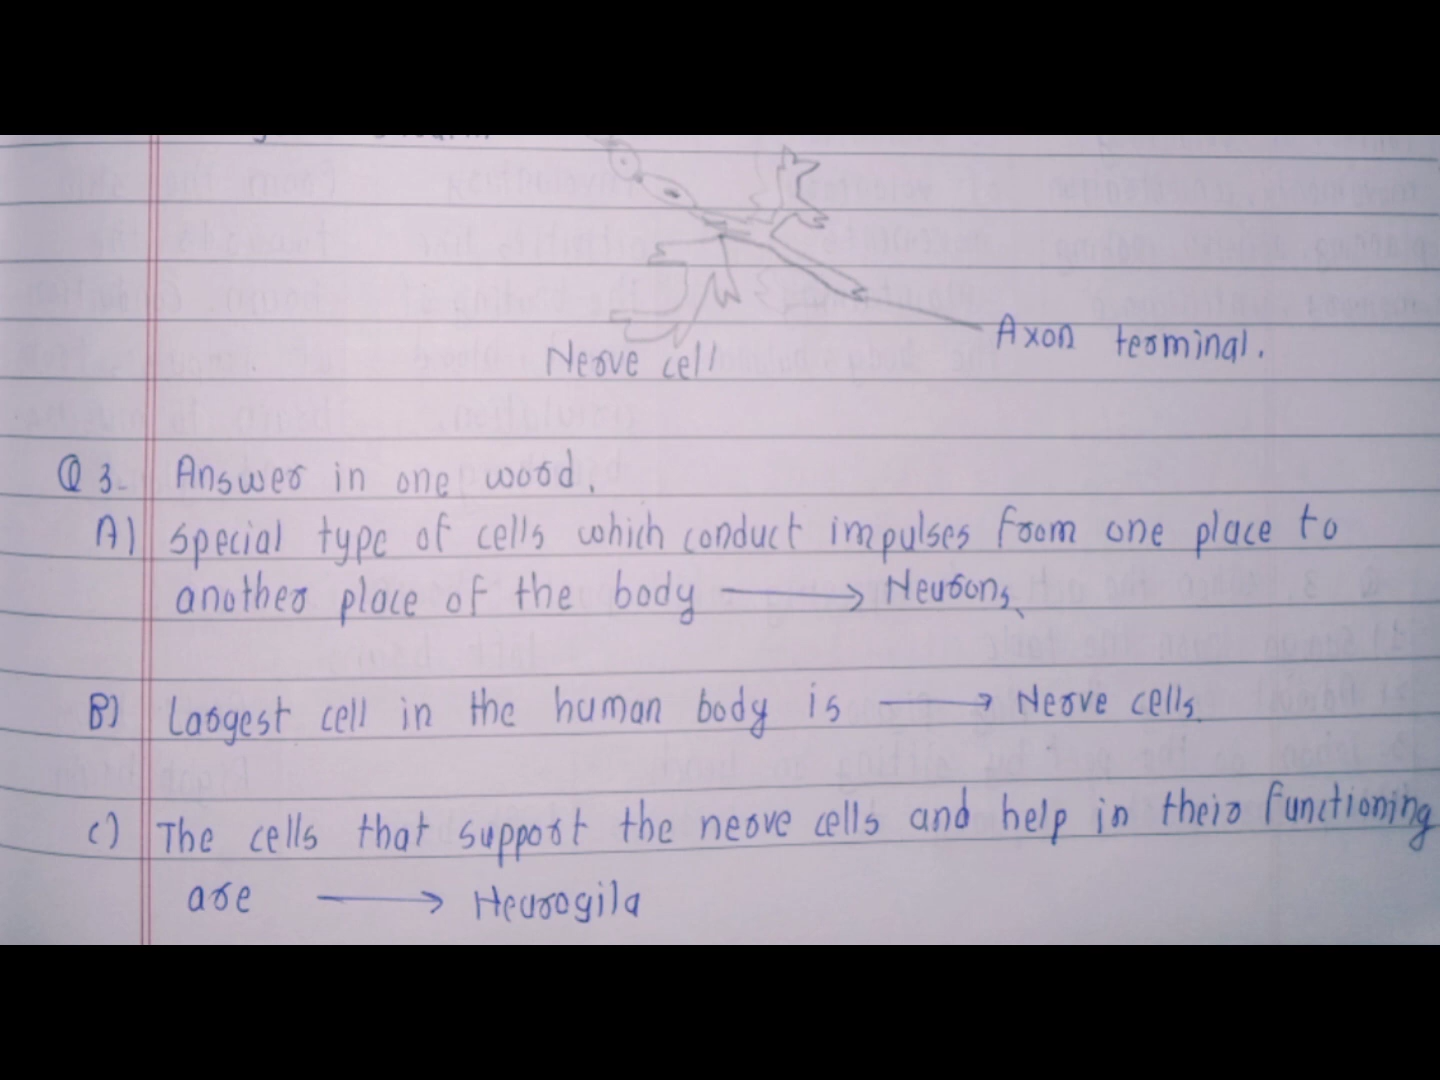 Axon terminal.
Nerve cell
Q 3- Answer in one word.
A) Special type of cells which conduct impulses from one place to
another place of the body → Neurons,
B) Largest cell in the human body is → Nerve cells.
C) The cells that support the nerve cells and help in their functioning
are → Neurogila